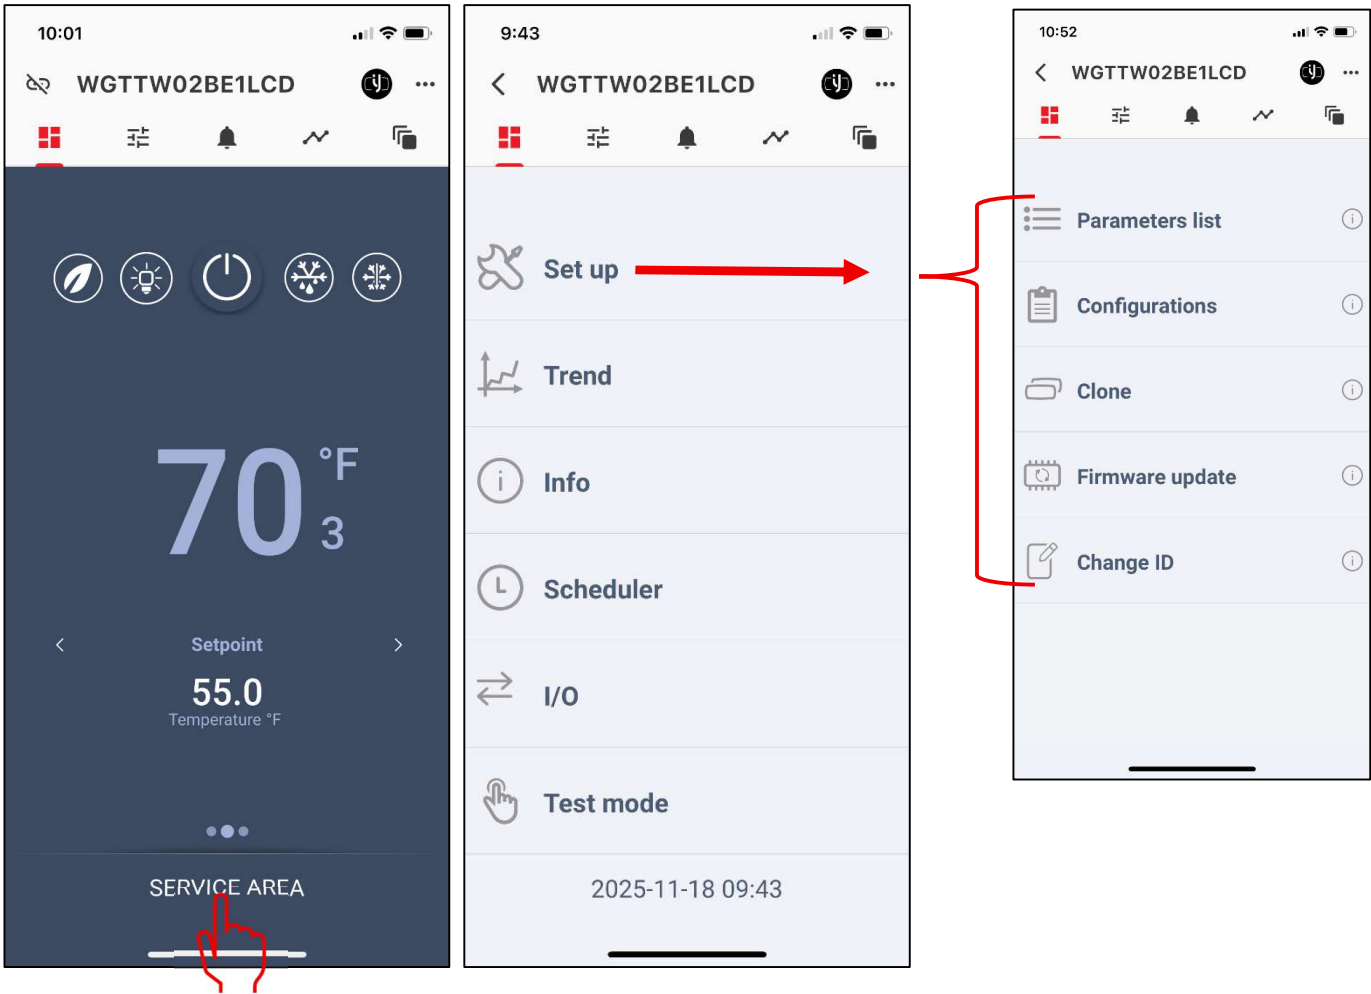 10:01
WGTTW02BE1LCD
70 °F
3
Setpoint
55.0
Temperature °F
SERVICE AREA
9:43
WGTTW02BE1LCD
Set up
Trend
Info
Scheduler
I/O
Test mode
2025-11-18 09:43
10:52
WGTTW02BE1LCD
Parameters list
Configurations
Clone
Firmware update
Change ID